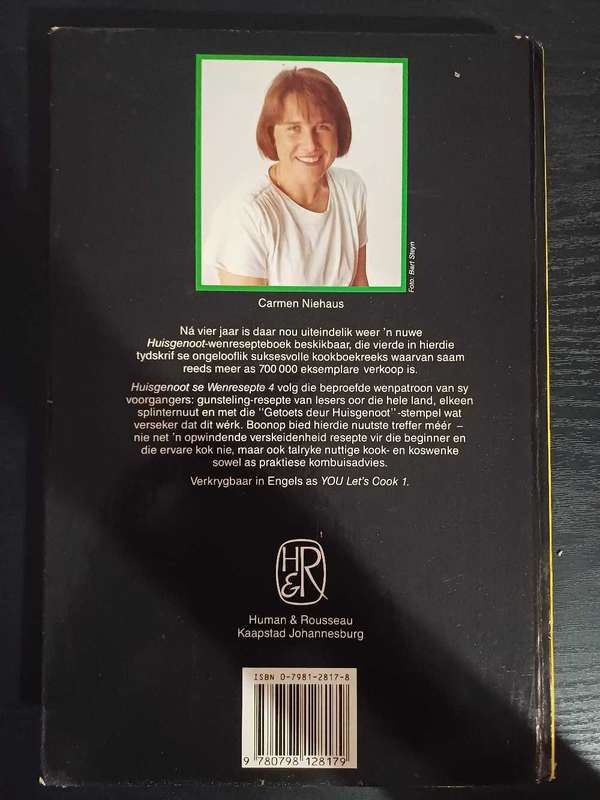 Foto: Bart Steyn
Carmen Niehaus
Ná vier jaar is daar nou uiteindelik weer 'n nuwe
Huisgenoot-wenresepteboek beskikbaar, die vierde in hierdie
tydskrif se ongelooflik suksesvolle kookboekreeks waarvan saam
reeds meer as 700 000 eksemplare verkoop is.
Huisgenoot se Wenresepte 4 volg die beproefde wenpatroon van sy
voorgangers: gunsteling-resepte van lesers oor die hele land, elkeen
splinternuut en met die "Getoets deur Huisgenoot"-stempel wat
verseker dat dit wérk. Boonop bied hierdie nuutste treffer méér –
nie net 'n opwindende verskeidenheid resepte vir die beginner en
die ervare kok nie, maar ook talryke nuttige kook- en koswenke
sowel as praktiese kombuisadvies.
Verkrygbaar in Engels as YOU Let's Cook 1.
H&R
Human & Rousseau
Kaapstad Johannesburg
ISBN 0-7981-2817-8
9 780798 128179